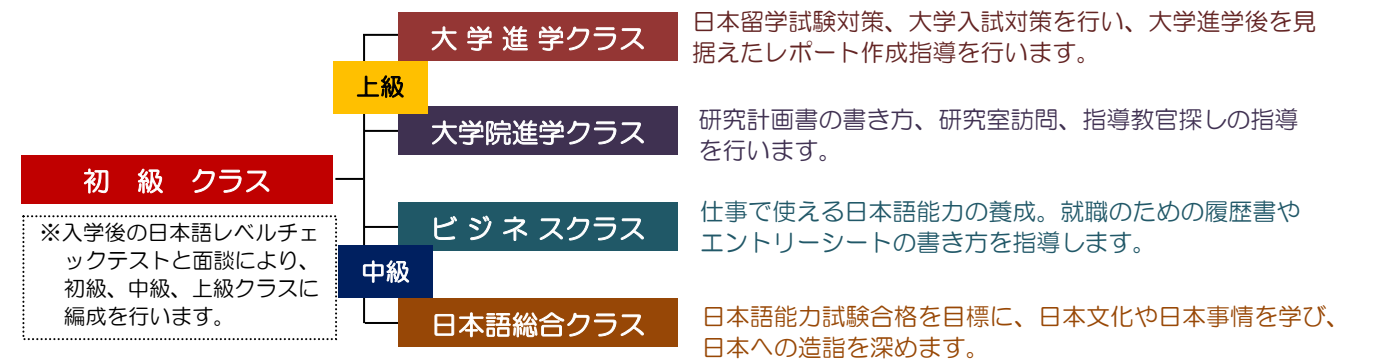 大 学 進 学クラス
日本留学試験対策、大学入試対策を行い、大学進学後を見
据えたレポート作成指導を行います。
上級
大学院進学クラス
研究計画書の書き方、研究室訪問、指導教官探しの指導
を行います。
初 級 クラス
※入学後の日本語レベルチェ
ックテストと面談により、
初級、中級、上級クラスに
編成を行います。
ビ ジ ネ スクラス
仕事で使える日本語能力の養成。就職のための履歴書や
エントリーシートの書き方を指導します。
中級
日本語総合クラス
日本語能力試験合格を目標に、日本文化や日本事情を学び、
日本への造詣を深めます。